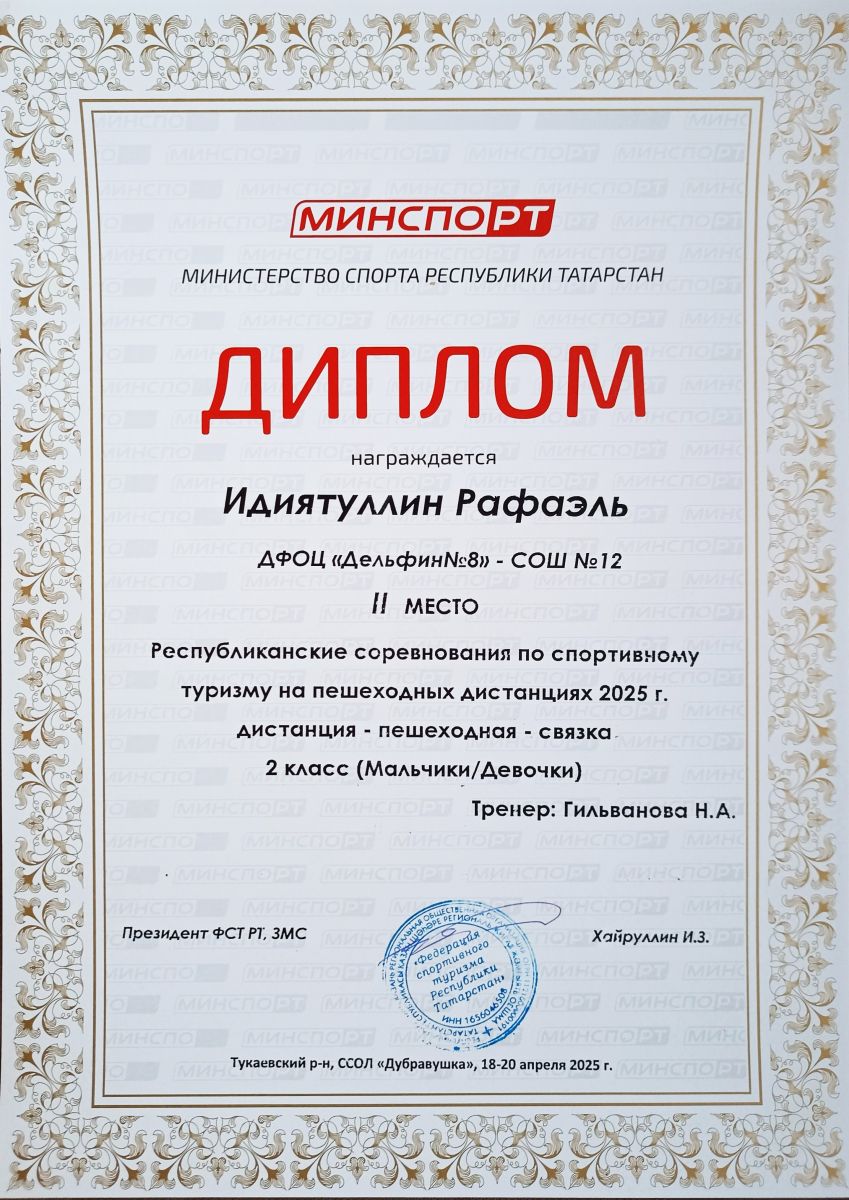 МИНСПОРТ
МИНИСТЕРСТВО СПОРТА РЕСПУБЛИКИ ТАТАРСТАН
ДИПЛОМ
награждается
Идиятуллин Рафаэль
ДФОЦ «Дельфин№8» - СОШ №12
II МЕСТО
Республиканские соревнования по спортивному
туризму на пешеходных дистанциях 2025 г.
дистанция - пешеходная - связка
2 класс (Мальчики/Девочки)
Тренер: Гильванова Н.А.
Президент ФСТ РТ, ЗМС
Хайруллин И.З.
«Федерация
спортивного
туризма
Республики
Татарстан»
ИНН 1656046508
Тукаевский р-н, ССОЛ «Дубравушка», 18-20 апреля 2025 г.